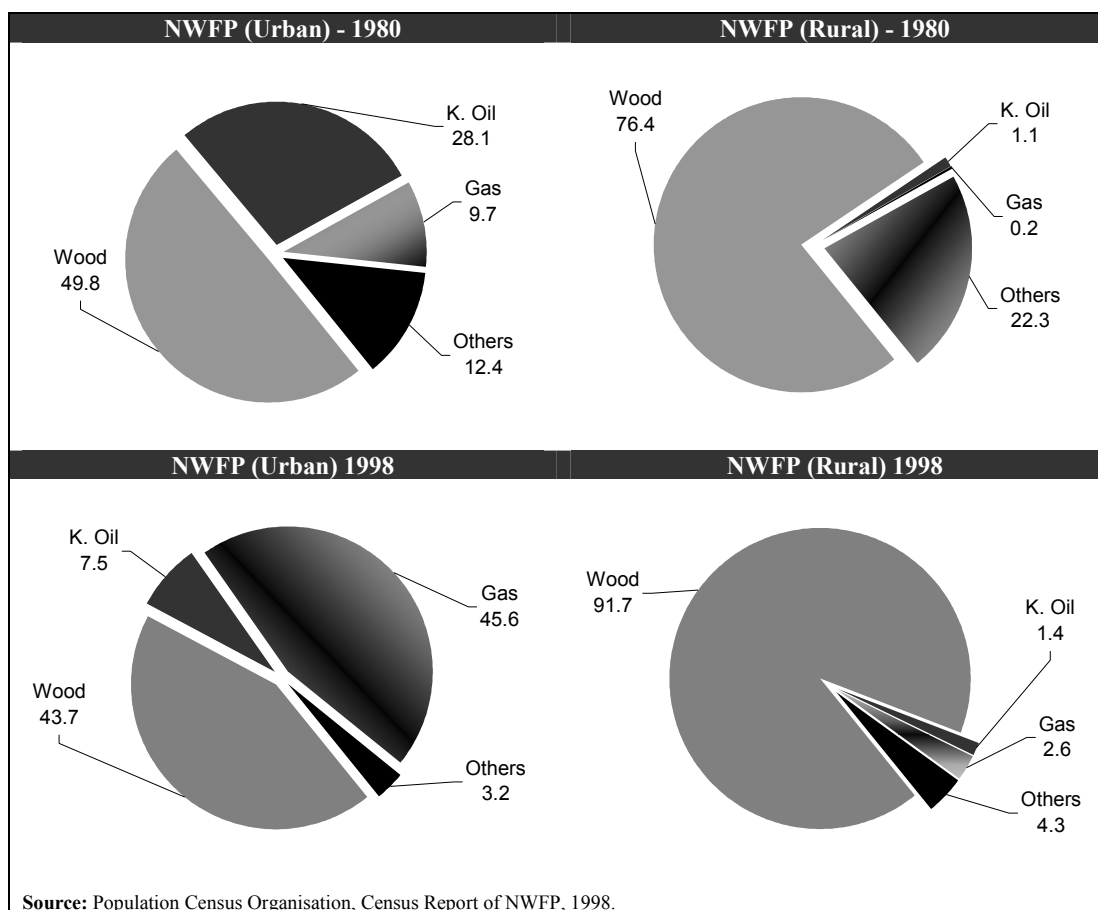 NWFP (Urban) - 1980
K. Oil
28.1
Gas
9.7
Wood
49.8
Others
12.4
NWFP (Rural) - 1980
Wood
76.4
K. Oil
1.1
Gas
0.2
Others
22.3
NWFP (Urban) 1998
K. Oil
7.5
Gas
45.6
Wood
43.7
Others
3.2
NWFP (Rural) 1998
Wood
91.7
K. Oil
1.4
Gas
2.6
Others
4.3
Source: Population Census Organisation, Census Report of NWFP, 1998.